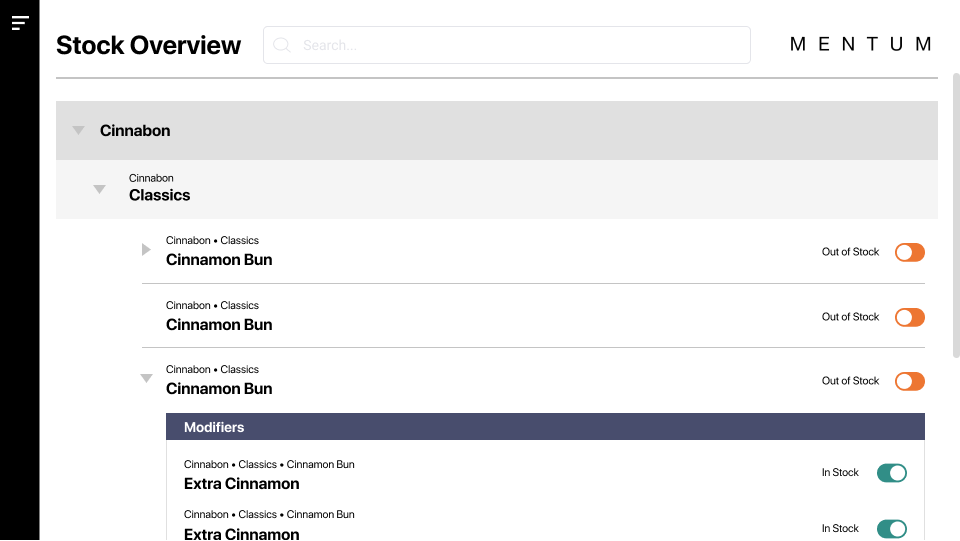 Stock Overview
Search...
MENTUM
Cinnabon
Cinnabon
Classics
Cinnabon • Classics
Cinnamon Bun
Out of Stock
Cinnabon • Classics
Cinnamon Bun
Out of Stock
Cinnabon • Classics
Cinnamon Bun
Out of Stock
Modifiers
Cinnabon • Classics • Cinnamon Bun
Extra Cinnamon
In Stock
Cinnabon • Classics • Cinnamon Bun
Extra Cinnamon
In Stock